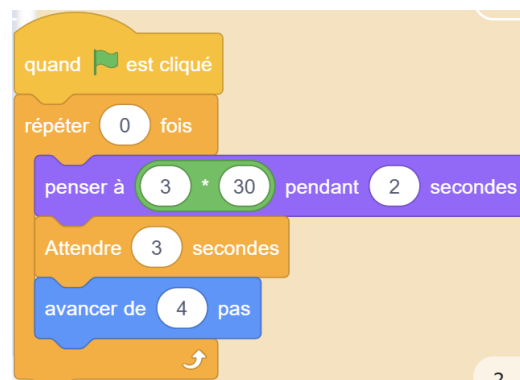 quand est cliqué
répéter 0 fois
penser à 3 * 30 pendant 2 secondes
Attendre 3 secondes
avancer de 4 pas